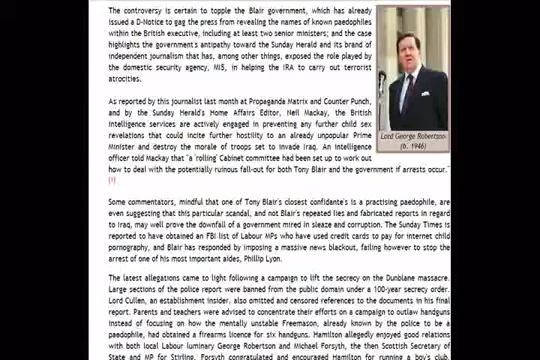 The controversy is certain to topple the Blair government, which has already
issued a D-Notice to gag the press from revealing the names of known paedophiles
within the British executive, including at least two senior ministers; and the case
highlights the government's antipathy toward the Sunday Herald and its brand of
independent journalism that has, among other things, exposed the role played by
the domestic security agency, MI5, in helping the IRA to carry out terrorist
atrocities.
As reported by this journalist last month at Propaganda Matrix and Counter Punch,
and by the Sunday Herald's Home Affairs Editor, Neil Mackay, the British
intelligence services are actively engaged in preventing any further child sex
revelations that could incite further hostility to an already unpopular Prime
Minister and destroy the morale of troops set to invade Iraq. An intelligence
officer told Mackay that "a 'rolling' Cabinet committee had been set up to work out
how to deal with the potentially ruinous fall-out for both Tony Blair and the government if arrests occur."
Lord George Robertson
(b. 1946)
Some commentators, mindful that one of Tony Blair's closest confidante's is a practising paedophile, are
even suggesting that this particular scandal, and not Blair's repeated lies and fabricated reports in regard
to Iraq, may well prove the downfall of a government mired in sleaze and corruption. The Sunday Times is
reported to have obtained an FBI list of Labour MPs who have used credit cards to pay for internet child
pornography, and Blair has responded by imposing a massive news blackout, failing however to stop the
arrest of one of his most important aides, Phillip Lyon.
The latest allegations came to light following a campaign to lift the secrecy on the Dunblane massacre.
Large sections of the police report were banned from the public domain under a 100-year secrecy order.
Lord Cullen, an establishment insider, also omitted and censored references to the documents in his final
report. Parents and teachers were advised to concentrate their efforts on a campaign to outlaw handguns
instead of focusing on how the mentally unstable Freemason, already known by the police to be a
paedophile, had obtained a firearms licence for six handguns. Hamilton allegedly enjoyed good relations
with both local Labour luminary George Robertson and Michael Forsyth, the then Scottish Secretary of
State and MP for Stirling. Forsyth congratulated and encouraged Hamilton for running a boy's club.